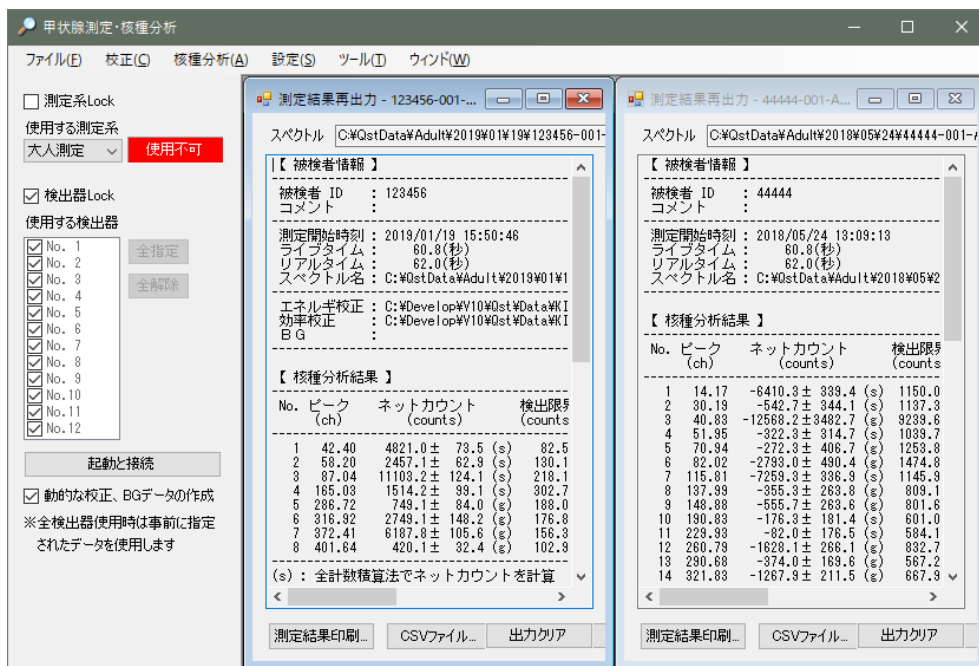 甲状腺測定・核種分析
ファイル(F) 校正(C) 核種分析(A) 設定(S) ツール(T) ウィンド(W)
測定系Lock
使用する測定系
大人測定 使用不可
検出器Lock
使用する検出器
No. 1
No. 2
No. 3
No. 4
No. 5
No. 6
No. 7
No. 8
No. 9
No.10
No.11
No.12
全指定
全解除
起動と接続
動的な校正、BGデータの作成
※全検出器使用時は事前に指定
されたデータを使用します
測定結果再出力 - 123456-001-...
スペクトル C:¥QstData¥Adult¥2019¥01¥19¥123456-001-
【 被検者情報 】
被検者 ID : 123456
コメント :
測定開始時刻 : 2019/01/19 15:50:46
ライブタイム : 60.8(秒)
リアルタイム : 62.0(秒)
スペクトル名 : C:¥QstData¥Adult¥2019¥01¥1
エネルギ校正 : C:¥Develop¥V10¥Qst¥Data¥KI
効率校正 : C:¥Develop¥V10¥Qst¥Data¥KI
ＢＧ :
【 核種分析結果 】
No. ピーク ネットカウント 検出限界
(ch) (counts) (counts
1 42.40 4821.0± 73.5 (s) 82.5
2 58.20 2457.1± 62.9 (s) 130.1
3 87.04 11103.2± 124.1 (s) 218.1
4 165.03 1514.2± 99.1 (s) 302.7
5 286.72 749.1± 84.0 (g) 188.0
6 316.92 2749.1± 148.2 (g) 176.8
7 372.41 6187.8± 105.6 (g) 156.3
8 401.64 420.1± 32.4 (g) 102.9
(s) : 全計数積算法でネットカウントを計算
測定結果印刷... CSVファイル... 出力クリア
測定結果再出力 - 44444-001-A...
スペクトル C:¥QstData¥Adult¥2018¥05¥24¥44444-001-A
【 被検者情報 】
被検者 ID : 44444
コメント :
測定開始時刻 : 2018/05/24 13:09:13
ライブタイム : 60.8(秒)
リアルタイム : 62.0(秒)
スペクトル名 : C:¥QstData¥Adult¥2018¥05¥2
【 核種分析結果 】
No. ピーク ネットカウント 検出限界
(ch) (counts) (counts
1 14.17 -6410.3± 339.4 (s) 1150.0
2 30.19 -542.7± 344.1 (s) 1137.3
3 40.83 -12568.2±3482.7 (g) 9239.6
4 51.95 -322.3± 314.7 (s) 1039.7
5 70.94 -272.3± 406.7 (g) 1253.8
6 82.02 -2793.0± 490.4 (g) 1474.8
7 115.81 -7259.3± 336.9 (s) 1145.9
8 137.99 -355.3± 263.8 (g) 809.1
9 148.88 -555.7± 263.6 (g) 801.6
10 190.83 -176.3± 181.4 (s) 601.0
11 229.93 -82.0± 176.5 (s) 584.1
12 260.79 -1628.1± 266.1 (g) 832.7
13 290.68 -374.0± 169.6 (g) 567.2
14 321.83 -1267.9± 211.5 (g) 667.9
測定結果印刷... CSVファイル... 出力クリア